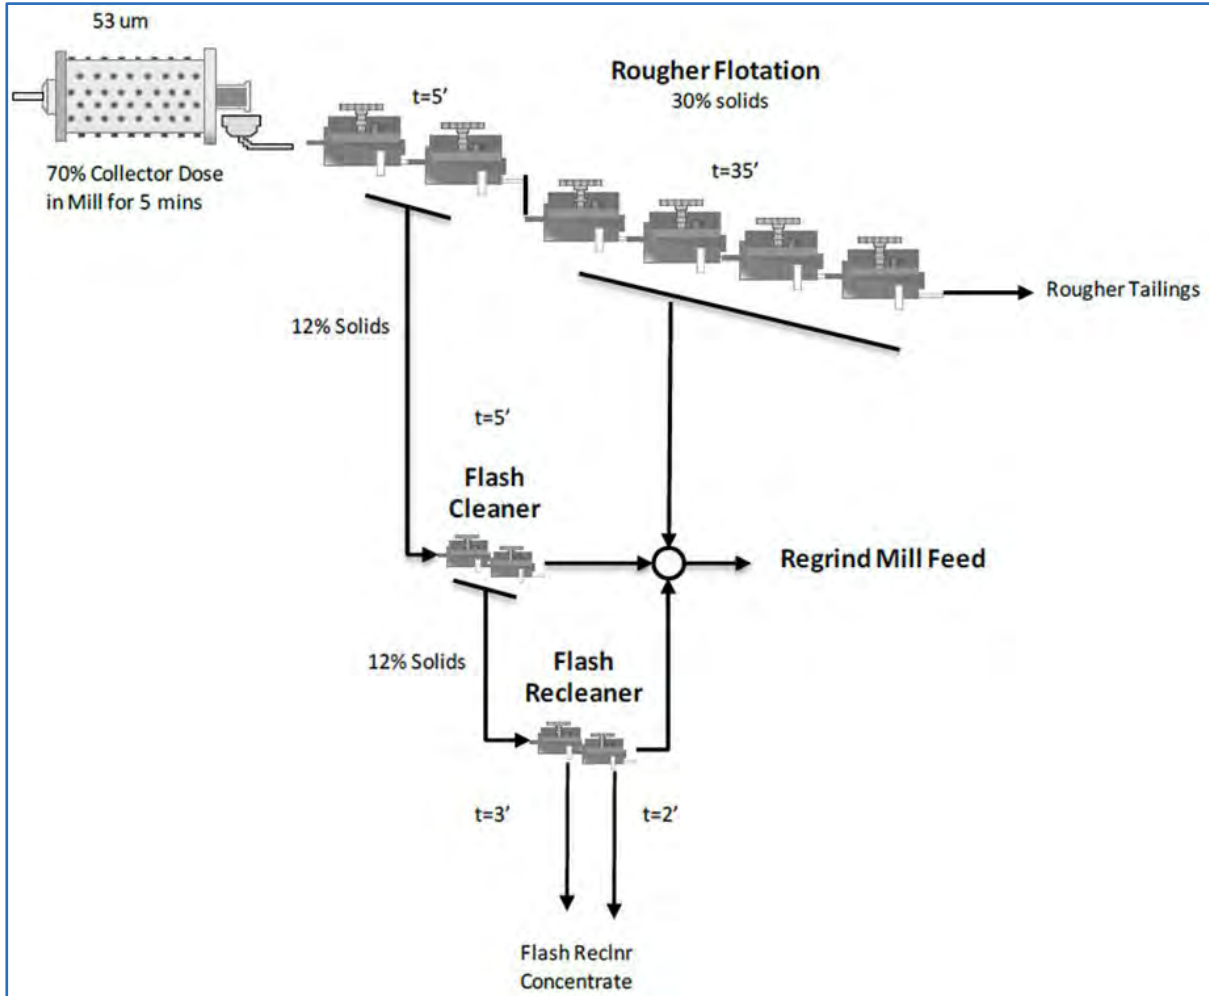 53 um
70% Collector Dose
in Mill for 5 mins
t=5'
Rougher Flotation
30% solids
t=35'
Rougher Tailings
12% Solids
t=5'
Flash
Cleaner
Regrind Mill Feed
12% Solids
Flash
Recleaner
t=3'
t=2'
Flash Reclnr
Concentrate